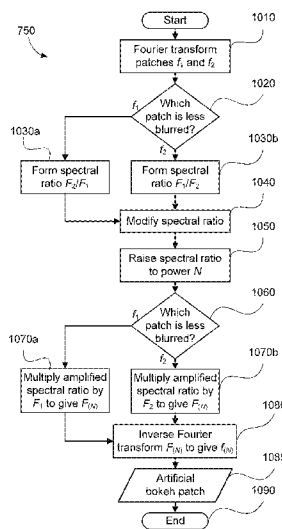 750
Start
1010
Fourier transform
patches f1 and f2
1020
f1
Which
patch is less
blurred?
f2
1030a
1030b
Form spectral
ratio F2/F1
Form spectral
ratio F1/F2
1040
Modify spectral ratio
1050
Raise spectral ratio
to power N
1060
f1
Which
patch is less
blurred?
f2
1070a
1070b
Multiply amplified
spectral ratio by
F1 to give F(N)
Multiply amplified
spectral ratio by
F2 to give F(N)
1080
Inverse Fourier
transform F(N) to give f(N)
1085
Artificial
bokeh patch
1090
End